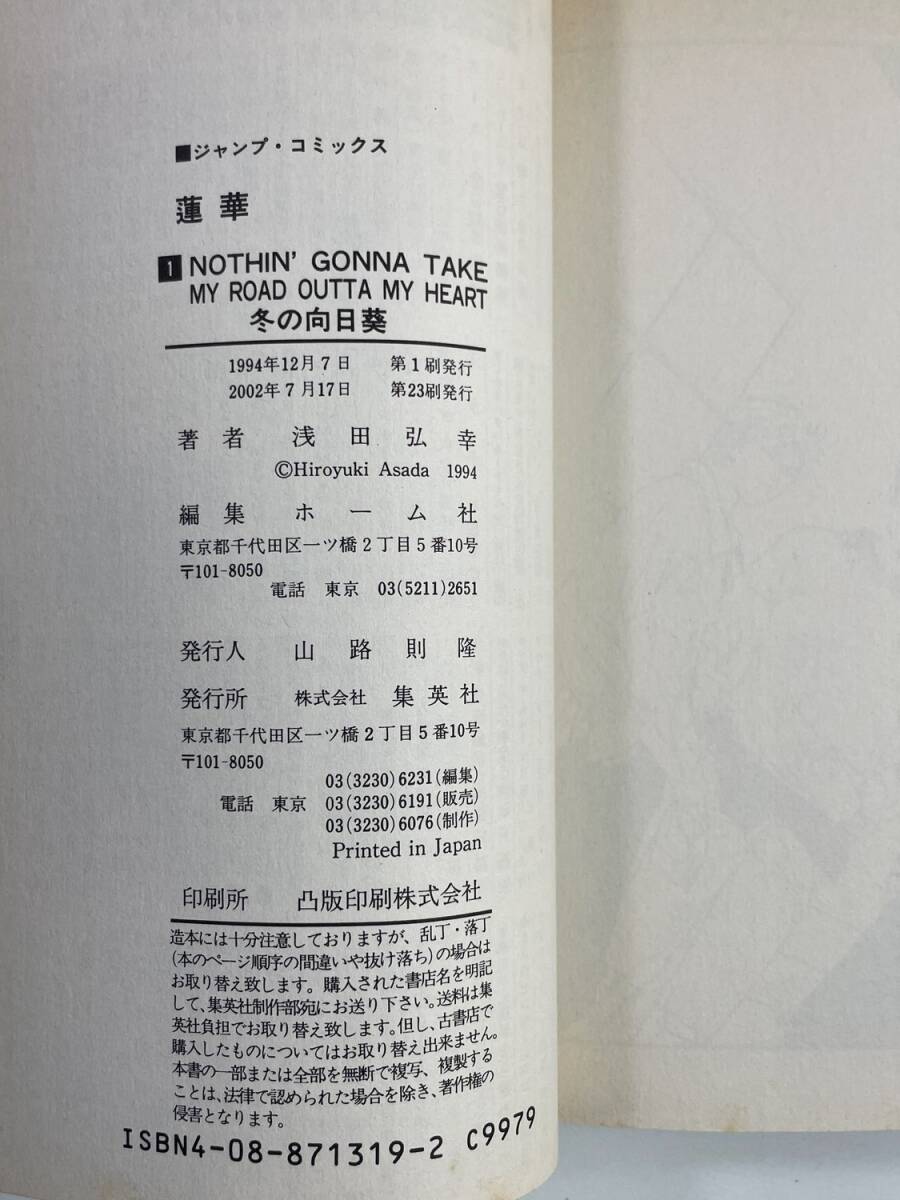 ■ジャンプ・コミックス
蓮華
1 NOTHIN' GONNA TAKE
MY ROAD OUTTA MY HEART
冬の向日葵
1994年12月7日 第1刷発行
2002年7月17日 第23刷発行
著者 浅田弘幸
©Hiroyuki Asada 1994
編集 ホーム社
東京都千代田区一ツ橋2丁目5番10号
〒101-8050
電話 東京 03(5211)2651
発行人 山路則隆
発行所 株式会社 集英社
東京都千代田区一ツ橋2丁目5番10号
〒101-8050
03(3230)6231(編集)
電話 東京 03(3230)6191(販売)
03(3230)6076(制作)
Printed in Japan
印刷所 凸版印刷株式会社
造本には十分注意しておりますが、乱丁・落丁
(本のページ順序の間違いや抜け落ち)の場合は
お取り替え致します。購入された書店名を明記
して、集英社制作部宛にお送り下さい。送料は集
英社負担でお取り替え致します。但し、古書店で
購入したものについてはお取り替え出来ません。
本書の一部または全部を無断で複写、複製する
ことは、法律で認められた場合を除き、著作権の
侵害となります。
ISBN4-08-871319-2 C9979